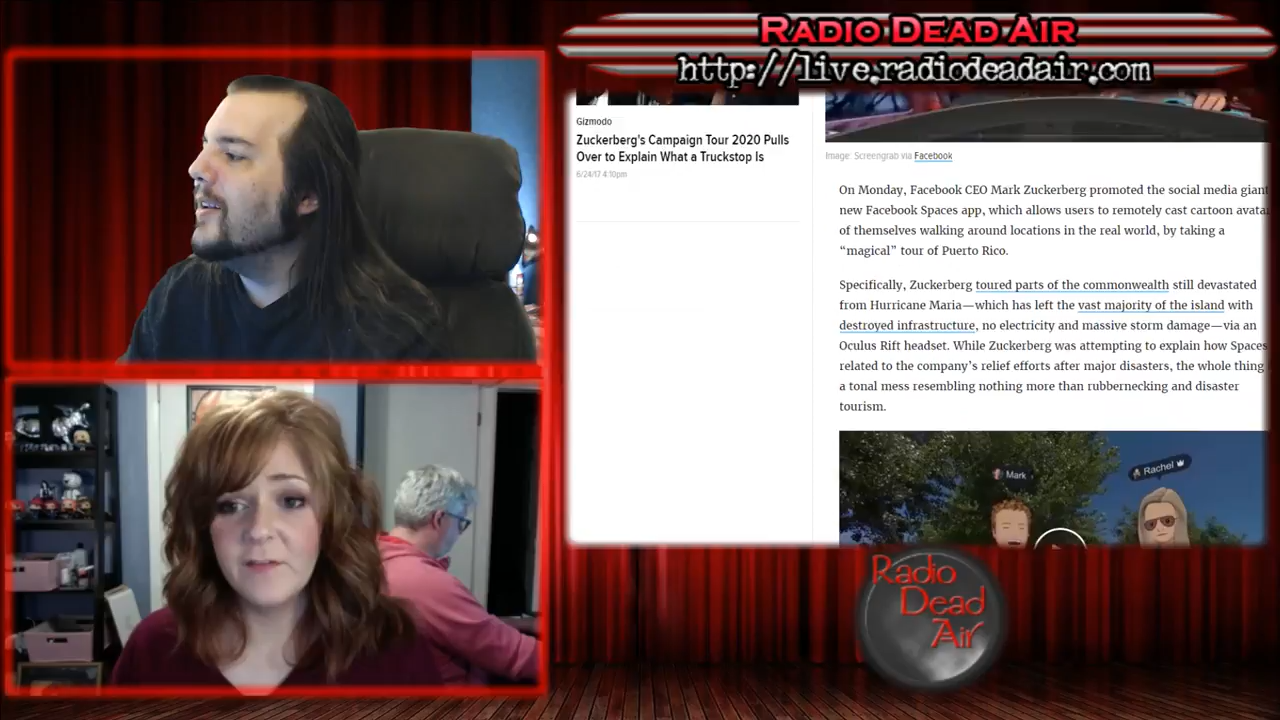 Radio Dead Air
http://live.radiodeadair.com
Gizmodo
Zuckerberg's Campaign Tour 2020 Pulls
Over to Explain What a Truckstop Is
6/24/17 4:10pm
Image: Screengrab via Facebook
On Monday, Facebook CEO Mark Zuckerberg promoted the social media giant
new Facebook Spaces app, which allows users to remotely cast cartoon avata
of themselves walking around locations in the real world, by taking a
“magical” tour of Puerto Rico.
Specifically, Zuckerberg toured parts of the commonwealth still devastated
from Hurricane Maria—which has left the vast majority of the island with
destroyed infrastructure, no electricity and massive storm damage—via an
Oculus Rift headset. While Zuckerberg was attempting to explain how Spaces
related to the company’s relief efforts after major disasters, the whole thing
a tonal mess resembling nothing more than rubbernecking and disaster
tourism.
Mark
Rachel
Radio
Dead
Air